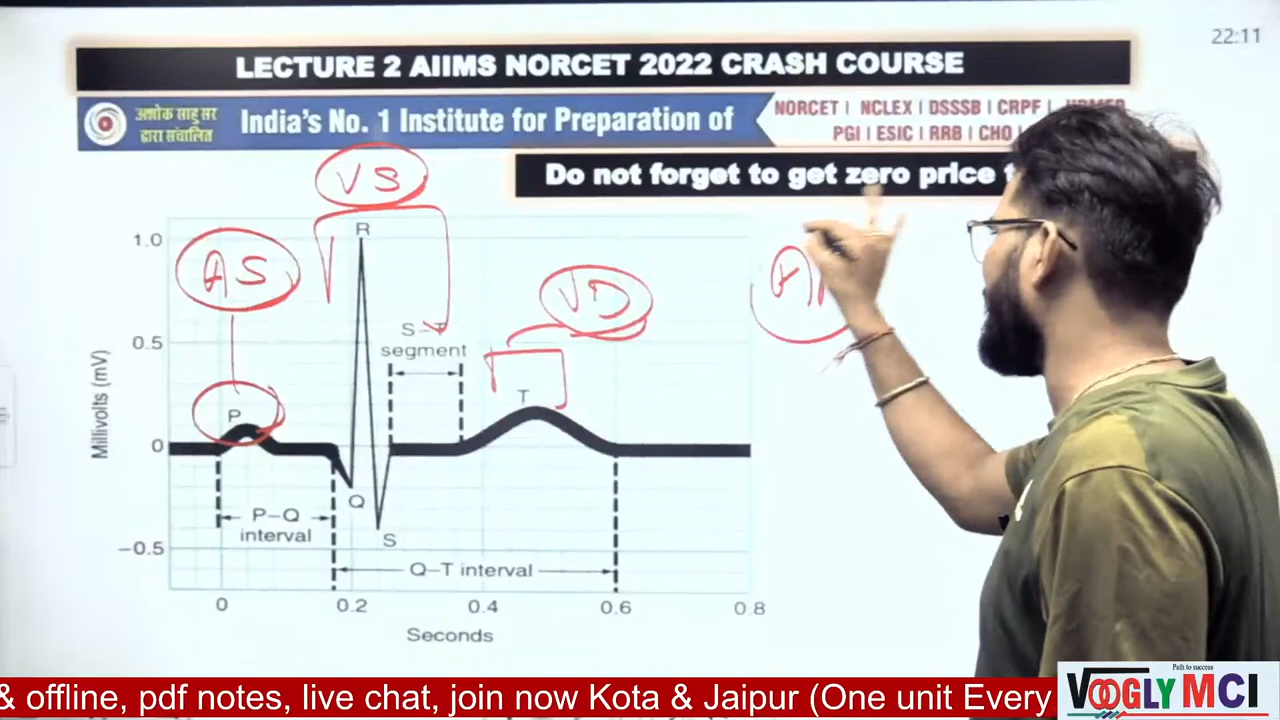 22:11
LECTURE 2 AIIMS NORCET 2022 CRASH COURSE
अशोक साहु सर
द्वारा संचालित
India's No. 1 Institute for Preparation of
NORCET | NCLEX | DSSSB | CRPF |
PGI | ESIC | RRB | CHO |
Do not forget to get zero price
VS
AS
VD
R
1.0
S-T
segment
0.5
T
P
Millivolts (mV)
0
Q
P-Q
interval
S
-0.5
Q-T interval
0 0.2 0.4 0.6 0.8
Seconds
& offline, pdf notes, live chat, join now Kota & Jaipur (One unit Every
Path to success
VOOGLY MCI